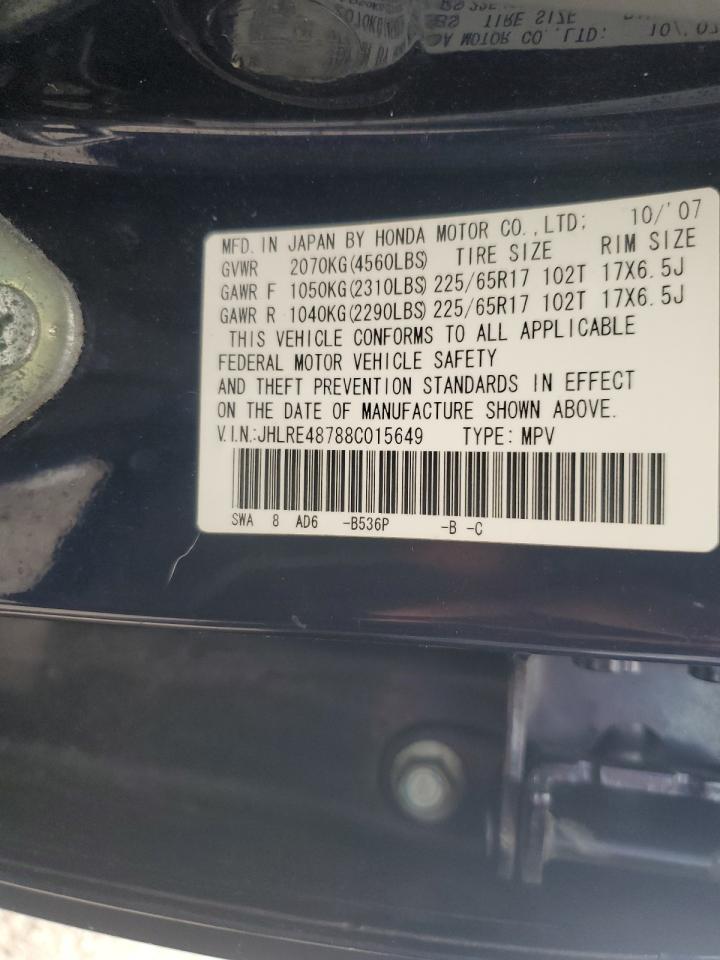 MFD. IN JAPAN BY HONDA MOTOR CO.,LTD; 10/'07
GVWR 2070KG(4560LBS) TIRE SIZE RIM SIZE
GAWR F 1050KG(2310LBS) 225/65R17 102T 17X6.5J
GAWR R 1040KG(2290LBS) 225/65R17 102T 17X6.5J
THIS VEHICLE CONFORMS TO ALL APPLICABLE
FEDERAL MOTOR VEHICLE SAFETY
AND THEFT PREVENTION STANDARDS IN EFFECT
ON THE DATE OF MANUFACTURE SHOWN ABOVE.
V.I.N.:JHLRE48788C015649 TYPE: MPV
SWA 8 AD6 -B536P -B -C